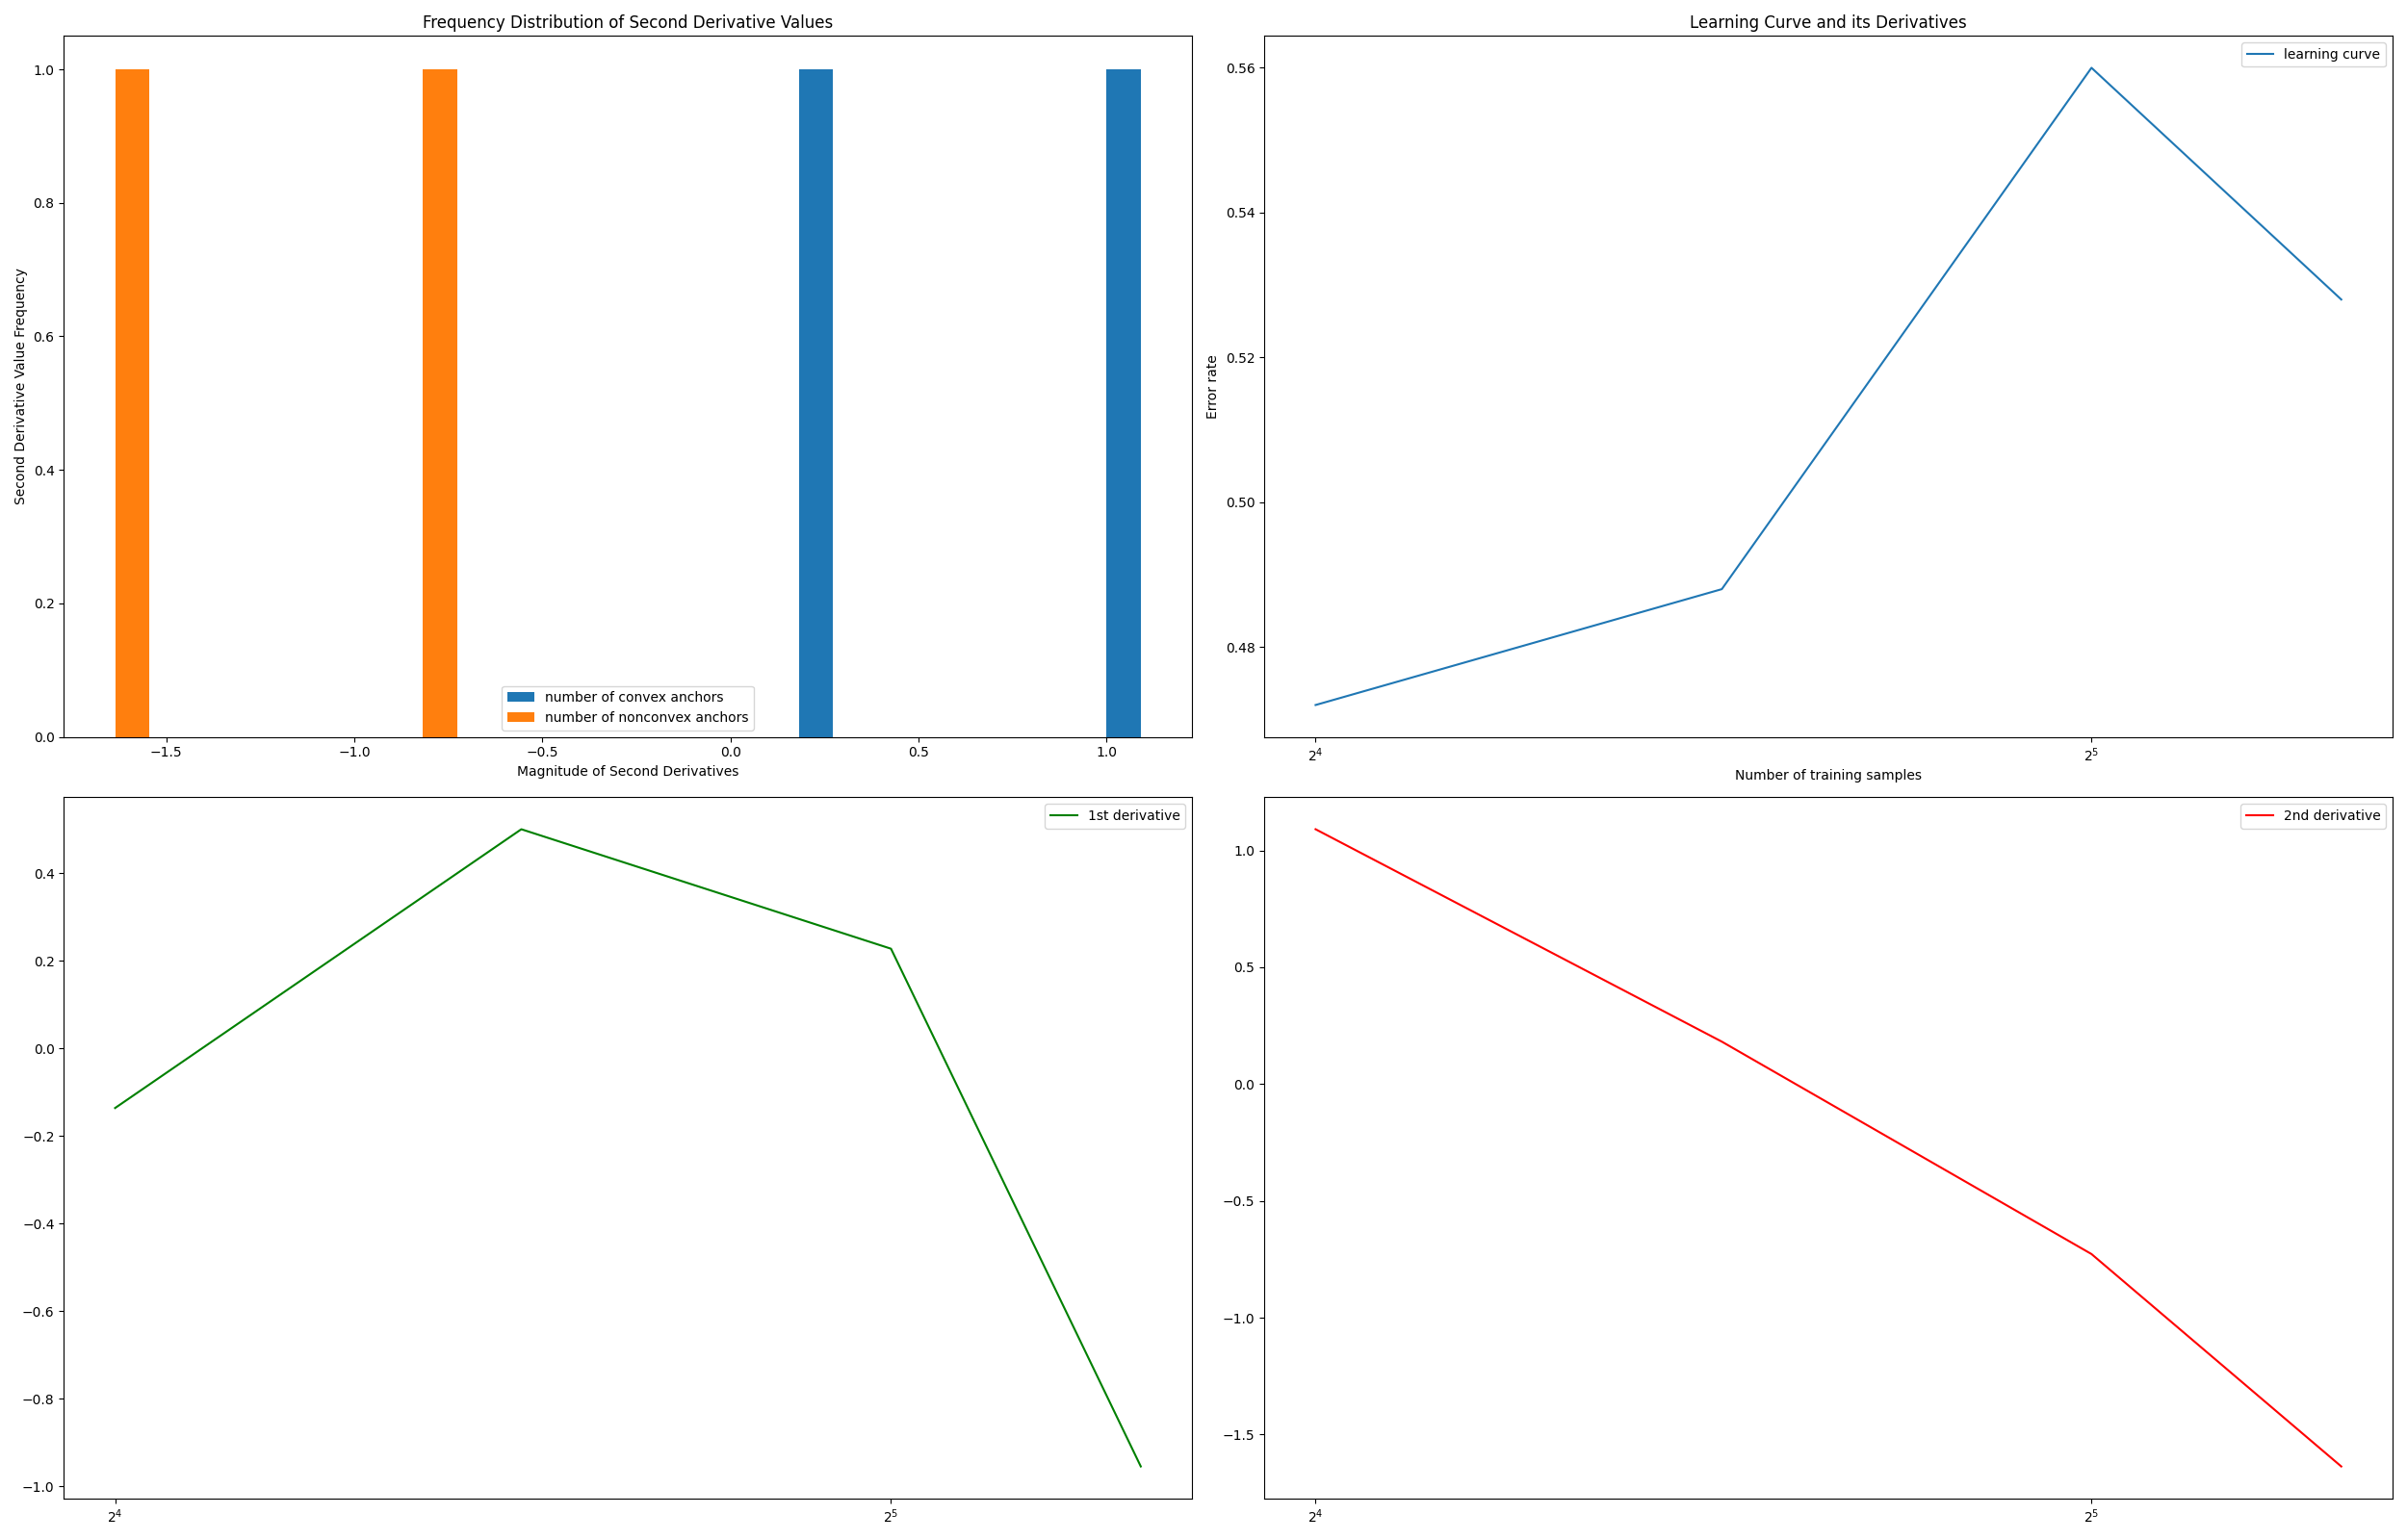 Frequency Distribution of Second Derivative Values
Second Derivative Value Frequency
1.0
0.8
0.6
0.4
0.2
0.0
number of convex anchors
number of nonconvex anchors
−1.5 −1.0 −0.5 0.0 0.5 1.0
Magnitude of Second Derivatives
Learning Curve and its Derivatives
learning curve
Error rate
0.56
0.54
0.52
0.50
0.48
2⁴ 2⁵
Number of training samples
1st derivative
0.4
0.2
0.0
−0.2
−0.4
−0.6
−0.8
−1.0
2⁴ 2⁵
2nd derivative
1.0
0.5
0.0
−0.5
−1.0
−1.5
2⁴ 2⁵